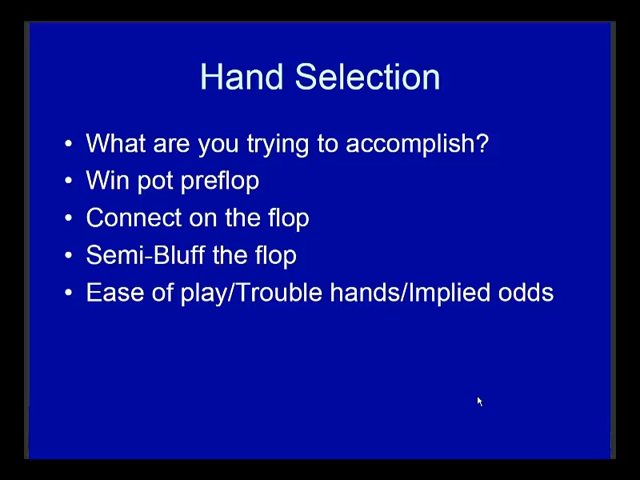 Hand Selection
• What are you trying to accomplish?
• Win pot preflop
• Connect on the flop
• Semi-Bluff the flop
• Ease of play/Trouble hands/Implied odds